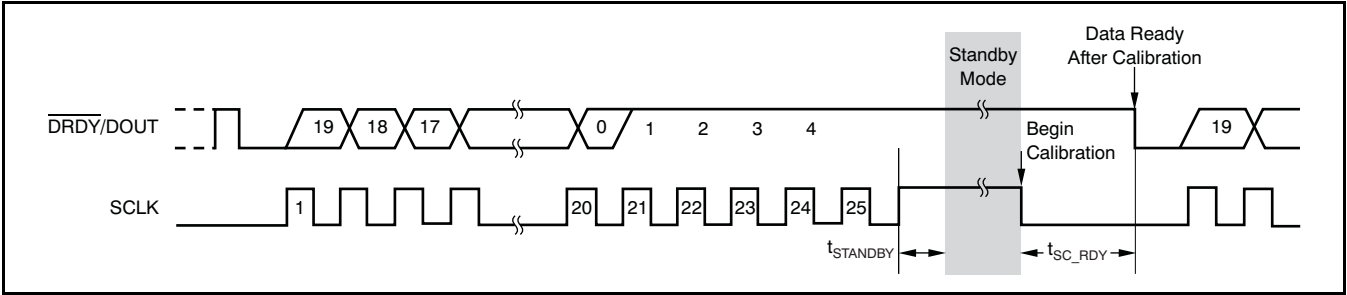 Data Ready
After Calibration
Standby
Mode
DRDY/DOUT
19 18 17 0 1 2 3 4 19
Begin
Calibration
SCLK
1 20 21 22 23 24 25
tSTANDBY
tSC_RDY